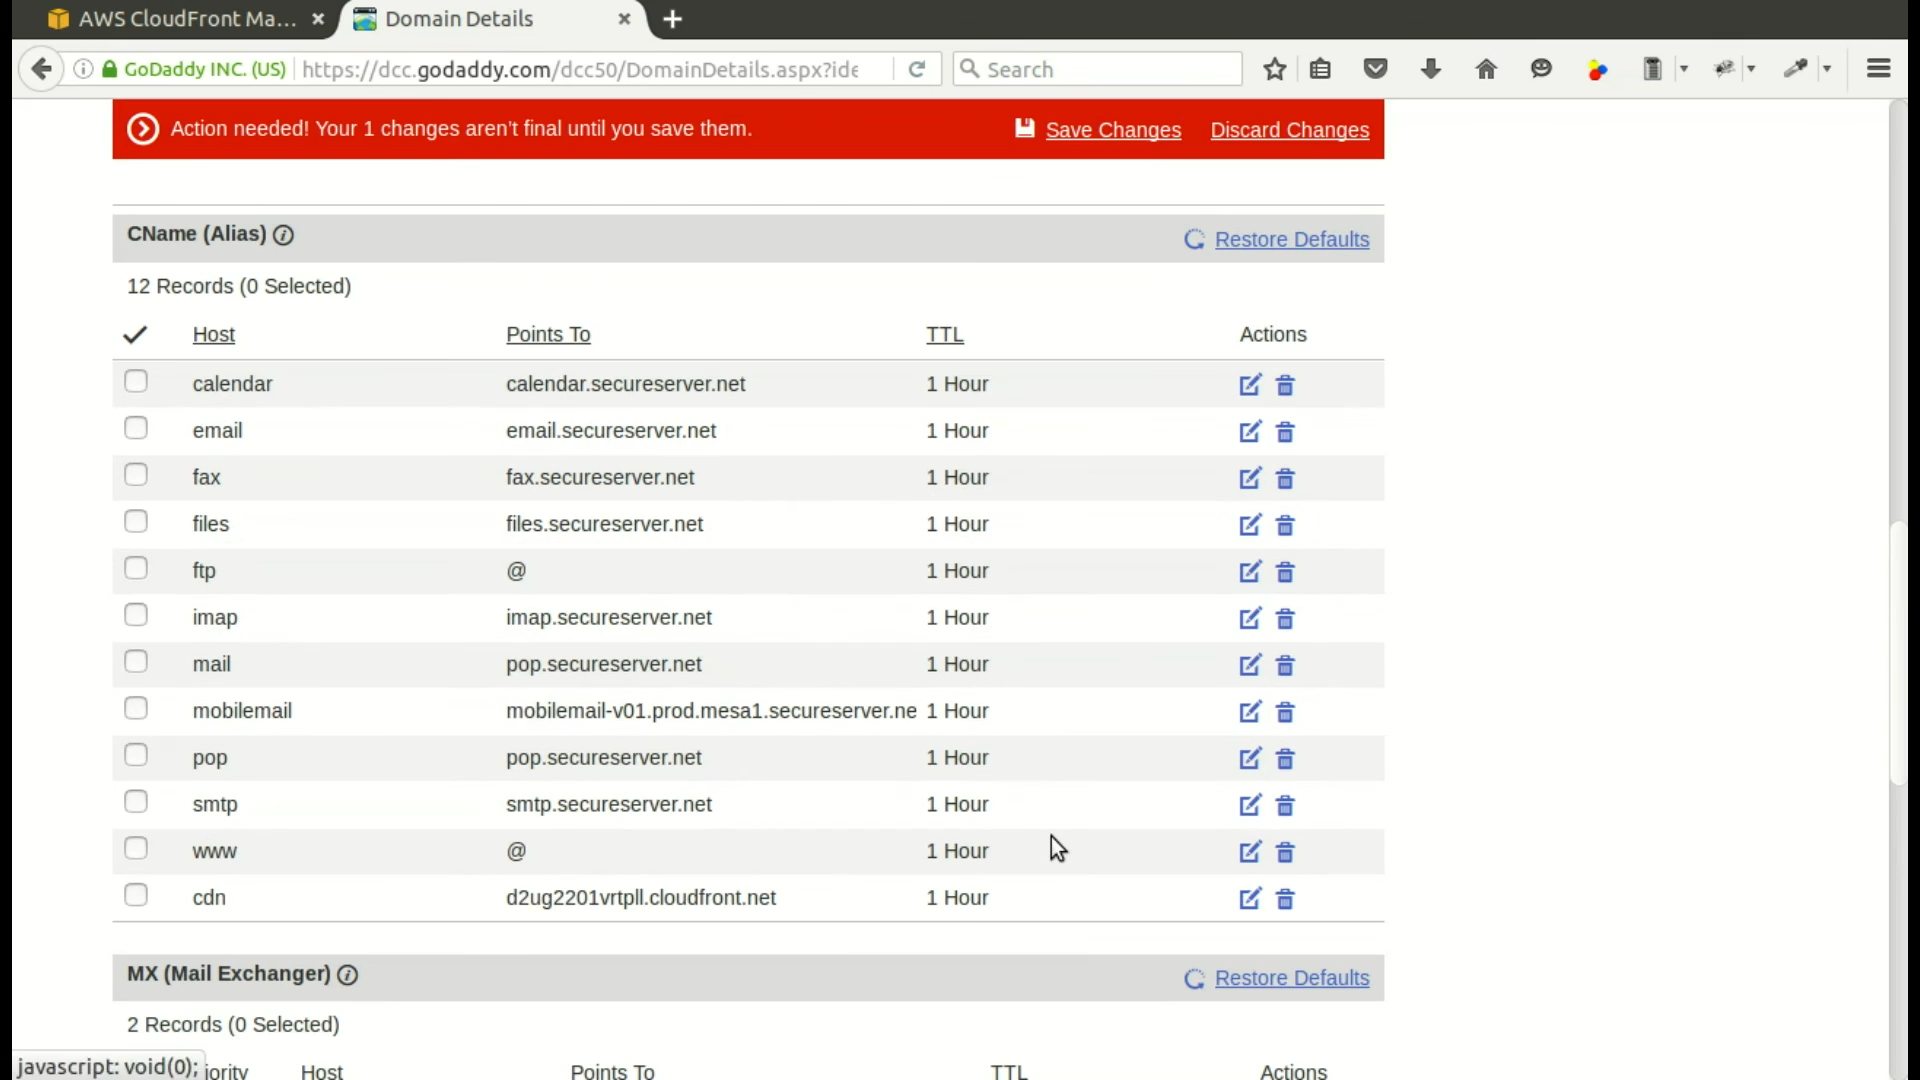 AWS CloudFront Ma...
Domain Details
GoDaddy INC. (US)
https://dcc.godaddy.com/dcc50/DomainDetails.aspx?ide
Search
Action needed! Your 1 changes aren't final until you save them.
Save Changes
Discard Changes
CName (Alias)
Restore Defaults
12 Records (0 Selected)
Host Points To TTL Actions
calendar calendar.secureserver.net 1 Hour
email email.secureserver.net 1 Hour
fax fax.secureserver.net 1 Hour
files files.secureserver.net 1 Hour
ftp @ 1 Hour
imap imap.secureserver.net 1 Hour
mail pop.secureserver.net 1 Hour
mobilemail mobilemail-v01.prod.mesa1.secureserver.ne 1 Hour
pop pop.secureserver.net 1 Hour
smtp smtp.secureserver.net 1 Hour
www @ 1 Hour
cdn d2ug2201vrtpll.cloudfront.net 1 Hour
MX (Mail Exchanger)
Restore Defaults
2 Records (0 Selected)
javascript: void(0);
iority Host Points To TTL Actions